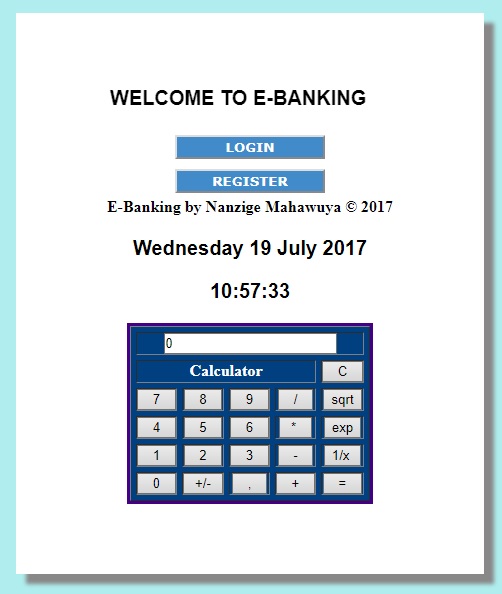 WELCOME TO E-BANKING
LOGIN
REGISTER
E-Banking by Nanzige Mahawuya © 2017
Wednesday 19 July 2017
10:57:33
0
Calculator C
7 8 9 / sqrt
4 5 6 * exp
1 2 3 - 1/x
0 +/- , + =